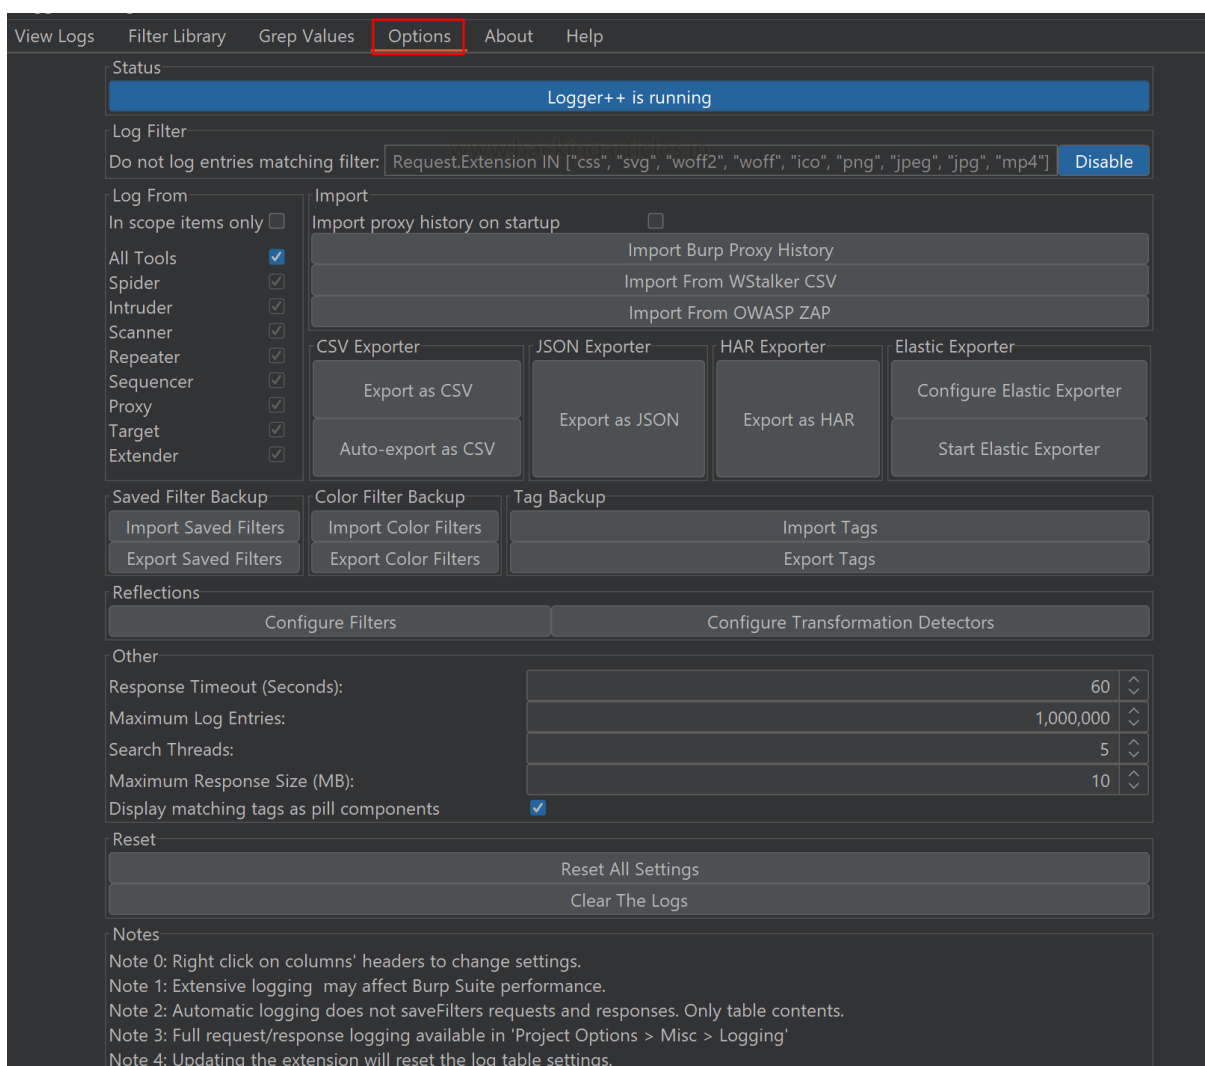 View Logs Filter Library Grep Values Options About Help
Status
Logger++ is running
Log Filter
Do not log entries matching filter: Request.Extension IN ["css", "svg", "woff2", "woff", "ico", "png", "jpeg", "jpg", "mp4"] Disable
Log From
In scope items only
All Tools
Spider
Intruder
Scanner
Repeater
Sequencer
Proxy
Target
Extender
Import
Import proxy history on startup
Import Burp Proxy History
Import From WStalker CSV
Import From OWASP ZAP
CSV Exporter
Export as CSV
Auto-export as CSV
JSON Exporter
Export as JSON
HAR Exporter
Export as HAR
Elastic Exporter
Configure Elastic Exporter
Start Elastic Exporter
Saved Filter Backup
Import Saved Filters
Export Saved Filters
Color Filter Backup
Import Color Filters
Export Color Filters
Tag Backup
Import Tags
Export Tags
Reflections
Configure Filters Configure Transformation Detectors
Other
Response Timeout (Seconds): 60
Maximum Log Entries: 1,000,000
Search Threads: 5
Maximum Response Size (MB): 10
Display matching tags as pill components
Reset
Reset All Settings
Clear The Logs
Notes
Note 0: Right click on columns' headers to change settings.
Note 1: Extensive logging  may affect Burp Suite performance.
Note 2: Automatic logging does not saveFilters requests and responses. Only table contents.
Note 3: Full request/response logging available in 'Project Options > Misc > Logging'
Note 4: Updating the extension will reset the log table settings.